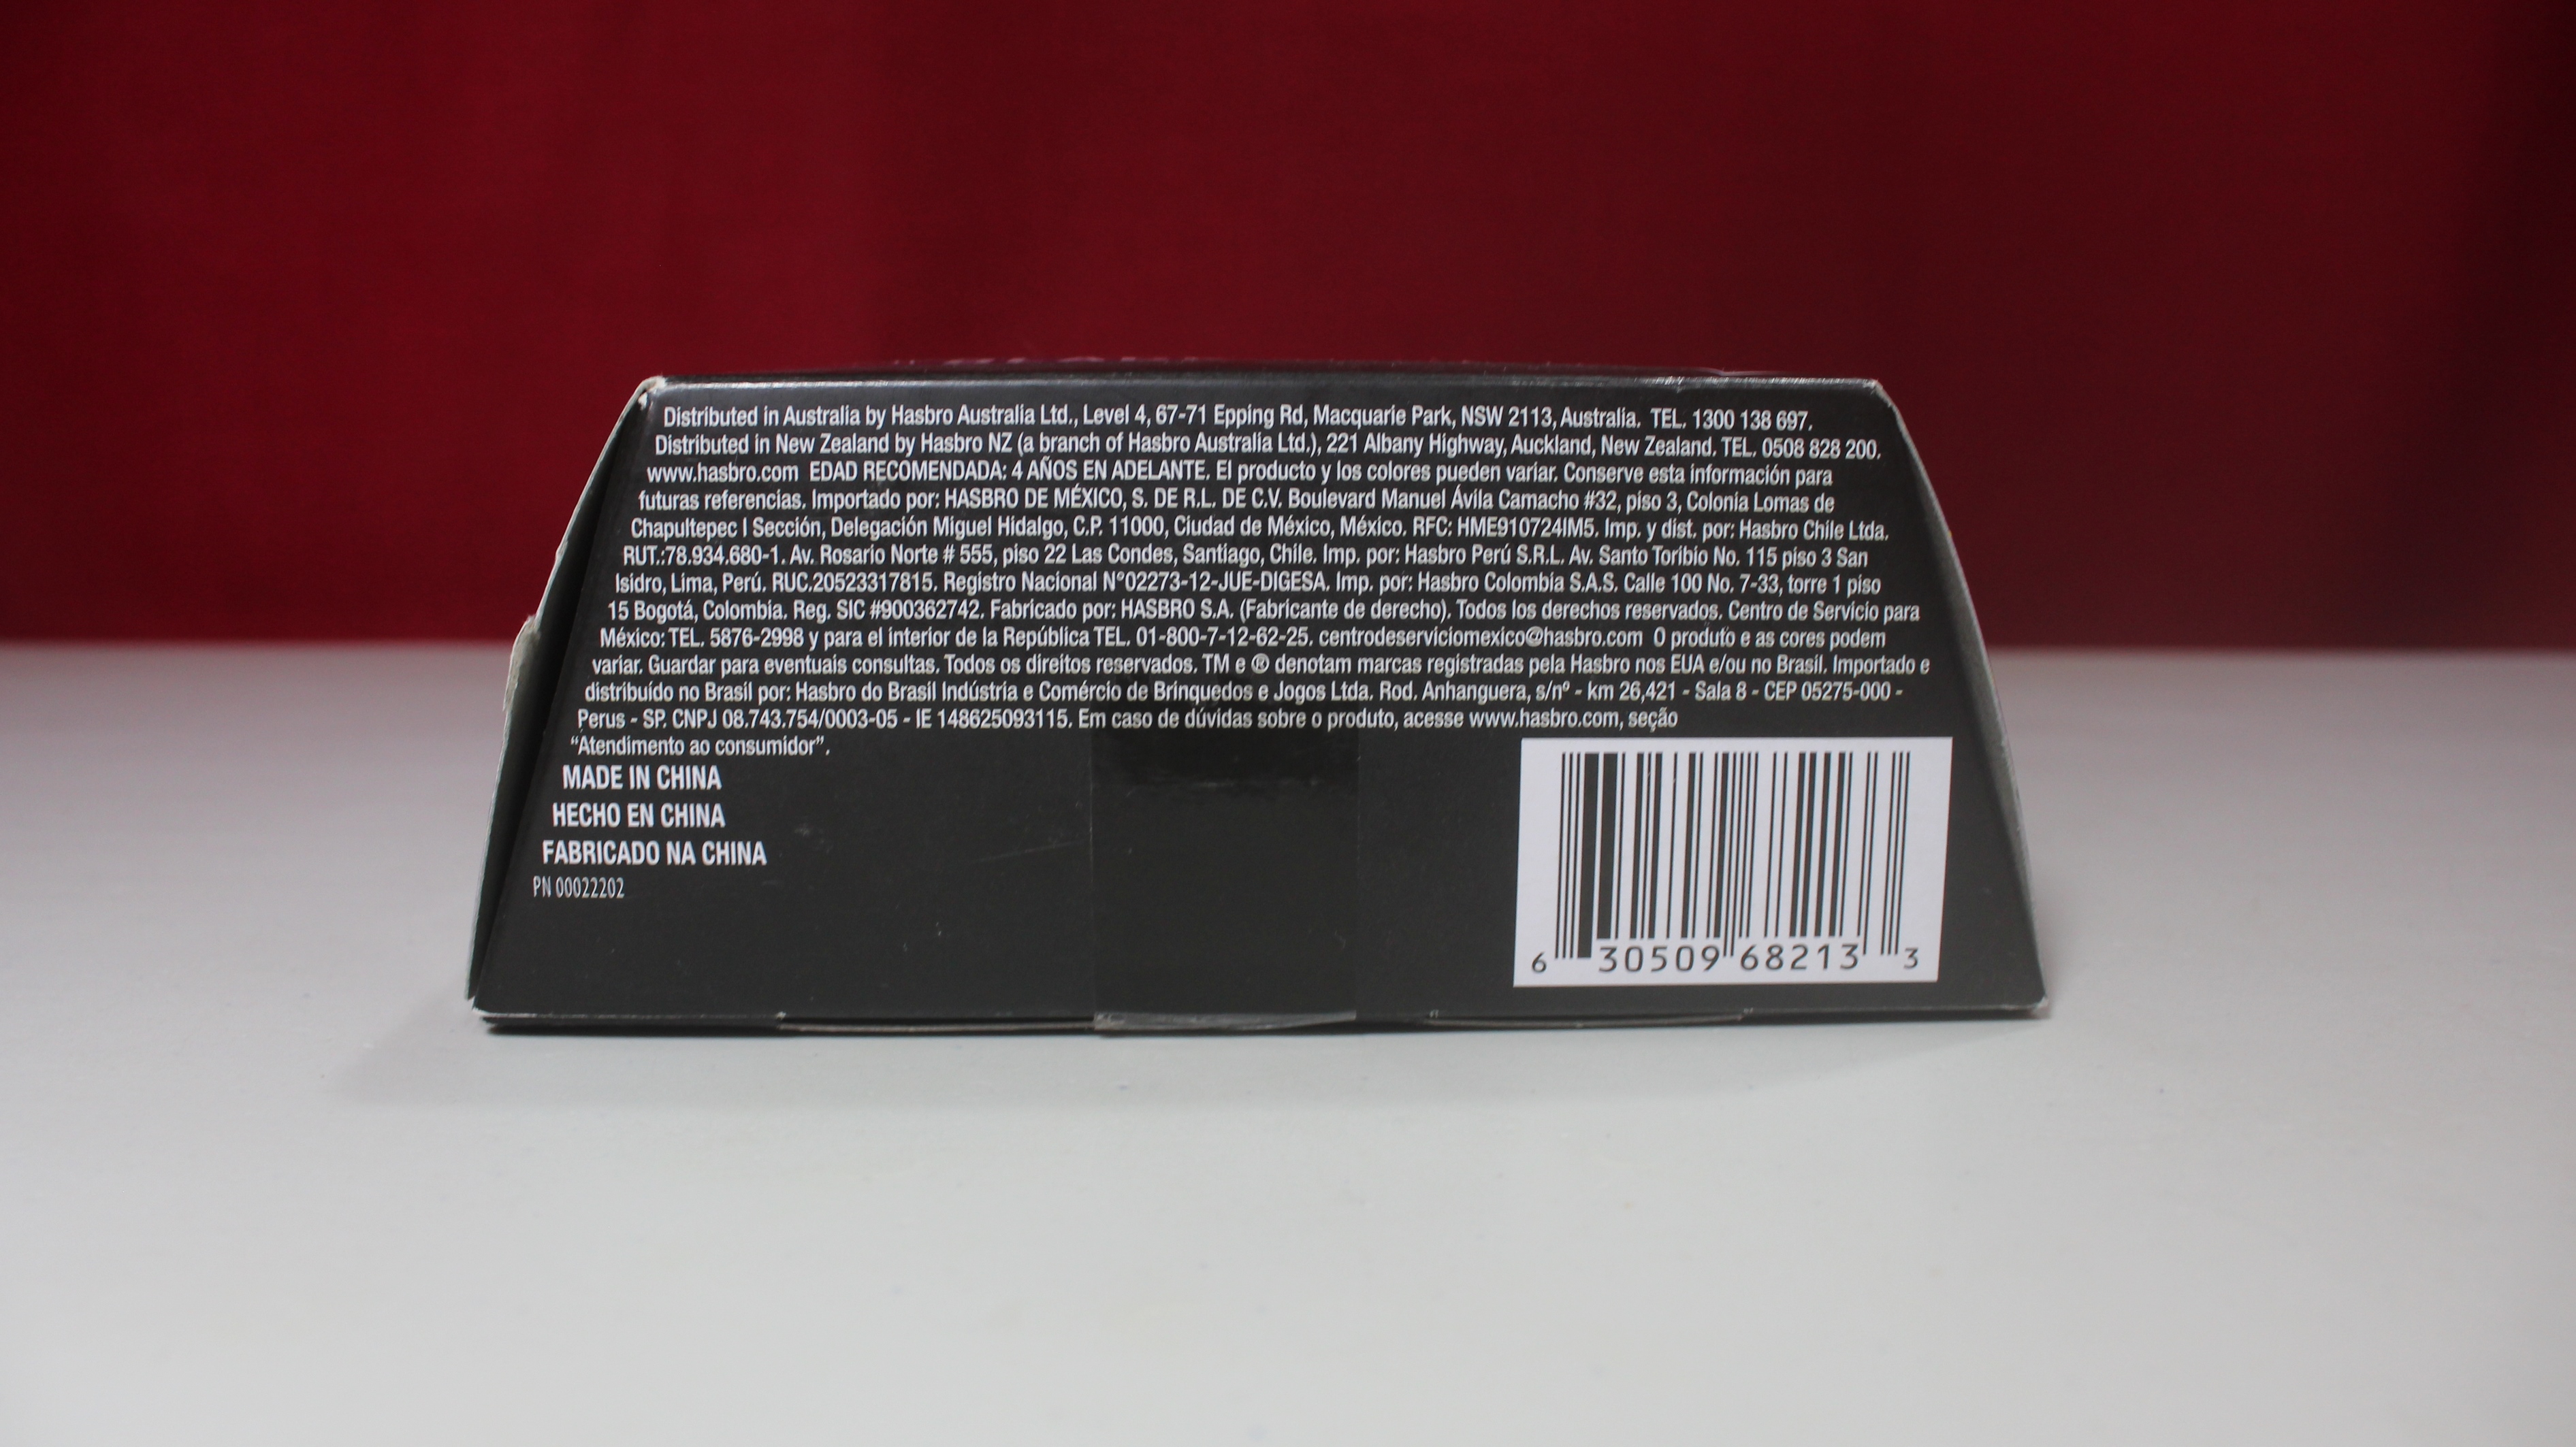 Distributed in Australia by Hasbro Australia Ltd., Level 4, 67-71 Epping Rd, Macquarie Park, NSW 2113, Australia. TEL. 1300 138 697.
Distributed in New Zealand by Hasbro NZ (a branch of Hasbro Australia Ltd.), 221 Albany Highway, Auckland, New Zealand. TEL. 0508 828 200.
www.hasbro.com EDAD RECOMENDADA: 4 AÑOS EN ADELANTE. El producto y los colores pueden variar. Conserve esta información para
futuras referencias. Importado por: HASBRO DE MÉXICO, S. DE R.L. DE C.V. Boulevard Manuel Ávila Camacho #32, piso 3, Colonia Lomas de
Chapultepec I Sección, Delegación Miguel Hidalgo, C.P. 11000, Ciudad de México, México. RFC: HME910724IM5. Imp. y dist. por: Hasbro Chile Ltda.
RUT.:78.934.680-1. Av. Rosario Norte # 555, piso 22 Las Condes, Santiago, Chile. Imp. por: Hasbro Perú S.R.L. Av. Santo Toribio No. 115 piso 3 San
Isidro, Lima, Perú. RUC.20523317815. Registro Nacional N°02273-12-JUE-DIGESA. Imp. por: Hasbro Colombia S.A.S. Calle 100 No. 7-33, torre 1 piso
15 Bogotá, Colombia. Reg. SIC #900362742. Fabricado por: HASBRO S.A. (Fabricante de derecho). Todos los derechos reservados. Centro de Servicio para
México: TEL. 5876-2998 y para el interior de la República TEL. 01-800-7-12-62-25. centrodeserviciomexico@hasbro.com O produto e as cores podem
variar. Guardar para eventuais consultas. Todos os direitos reservados. TM e ® denotam marcas registradas pela Hasbro nos EUA e/ou no Brasil. Importado e
distribuído no Brasil por: Hasbro do Brasil Indústria e Comércio de Brinquedos e Jogos Ltda. Rod. Anhanguera, s/nº - km 26,421 - Sala 8 - CEP 05275-000 -
Perus - SP. CNPJ 08.743.754/0003-05 - IE 148625093115. Em caso de dúvidas sobre o produto, acesse www.hasbro.com, seção
“Atendimento ao consumidor”.
MADE IN CHINA
HECHO EN CHINA
FABRICADO NA CHINA
PN 00022202
6 30509 68213 3